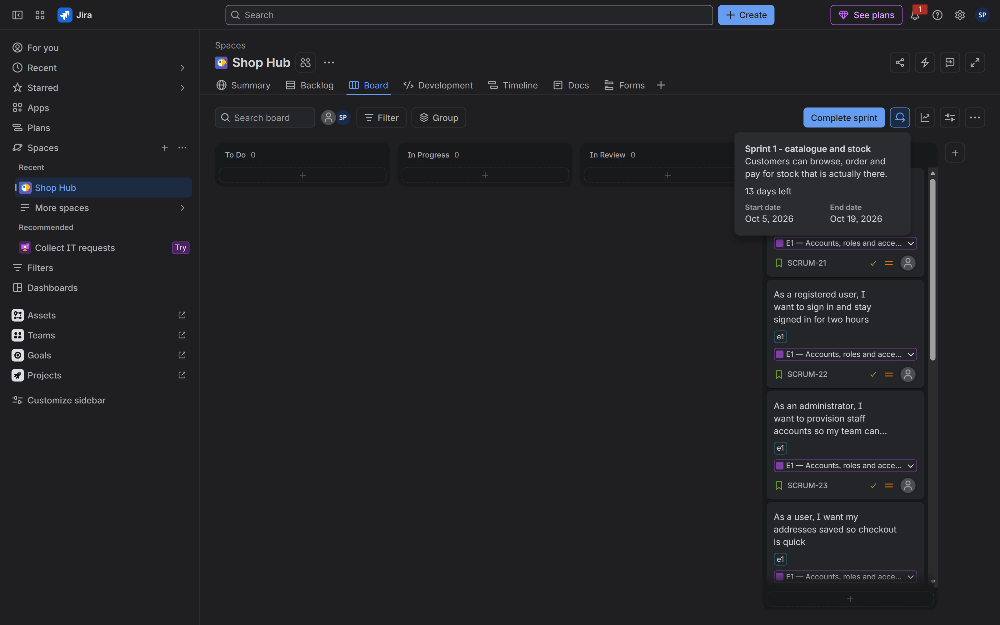 Jira
Search
Create
See plans
1
SP
For you
Recent
Starred
Apps
Plans
Spaces
Recent
Shop Hub
More spaces
Recommended
Collect IT requests
Try
Filters
Dashboards
Assets
Teams
Goals
Projects
Customize sidebar
Spaces
Shop Hub
Summary
Backlog
Board
Development
Timeline
Docs
Forms
Search board
SP
Filter
Group
Complete sprint
To Do 0
In Progress 0
In Review 0
Sprint 1 - catalogue and stock
Customers can browse, order and
pay for stock that is actually there.
13 days left
Start date
Oct 5, 2026
End date
Oct 19, 2026
E1 — Accounts, roles and acce...
SCRUM-21
As a registered user, I
want to sign in and stay
signed in for two hours
e1
E1 — Accounts, roles and acce...
SCRUM-22
As an administrator, I
want to provision staff
accounts so my team can...
e1
E1 — Accounts, roles and acce...
SCRUM-23
As a user, I want my
addresses saved so checkout
is quick
e1
E1 — Accounts, roles and acce...